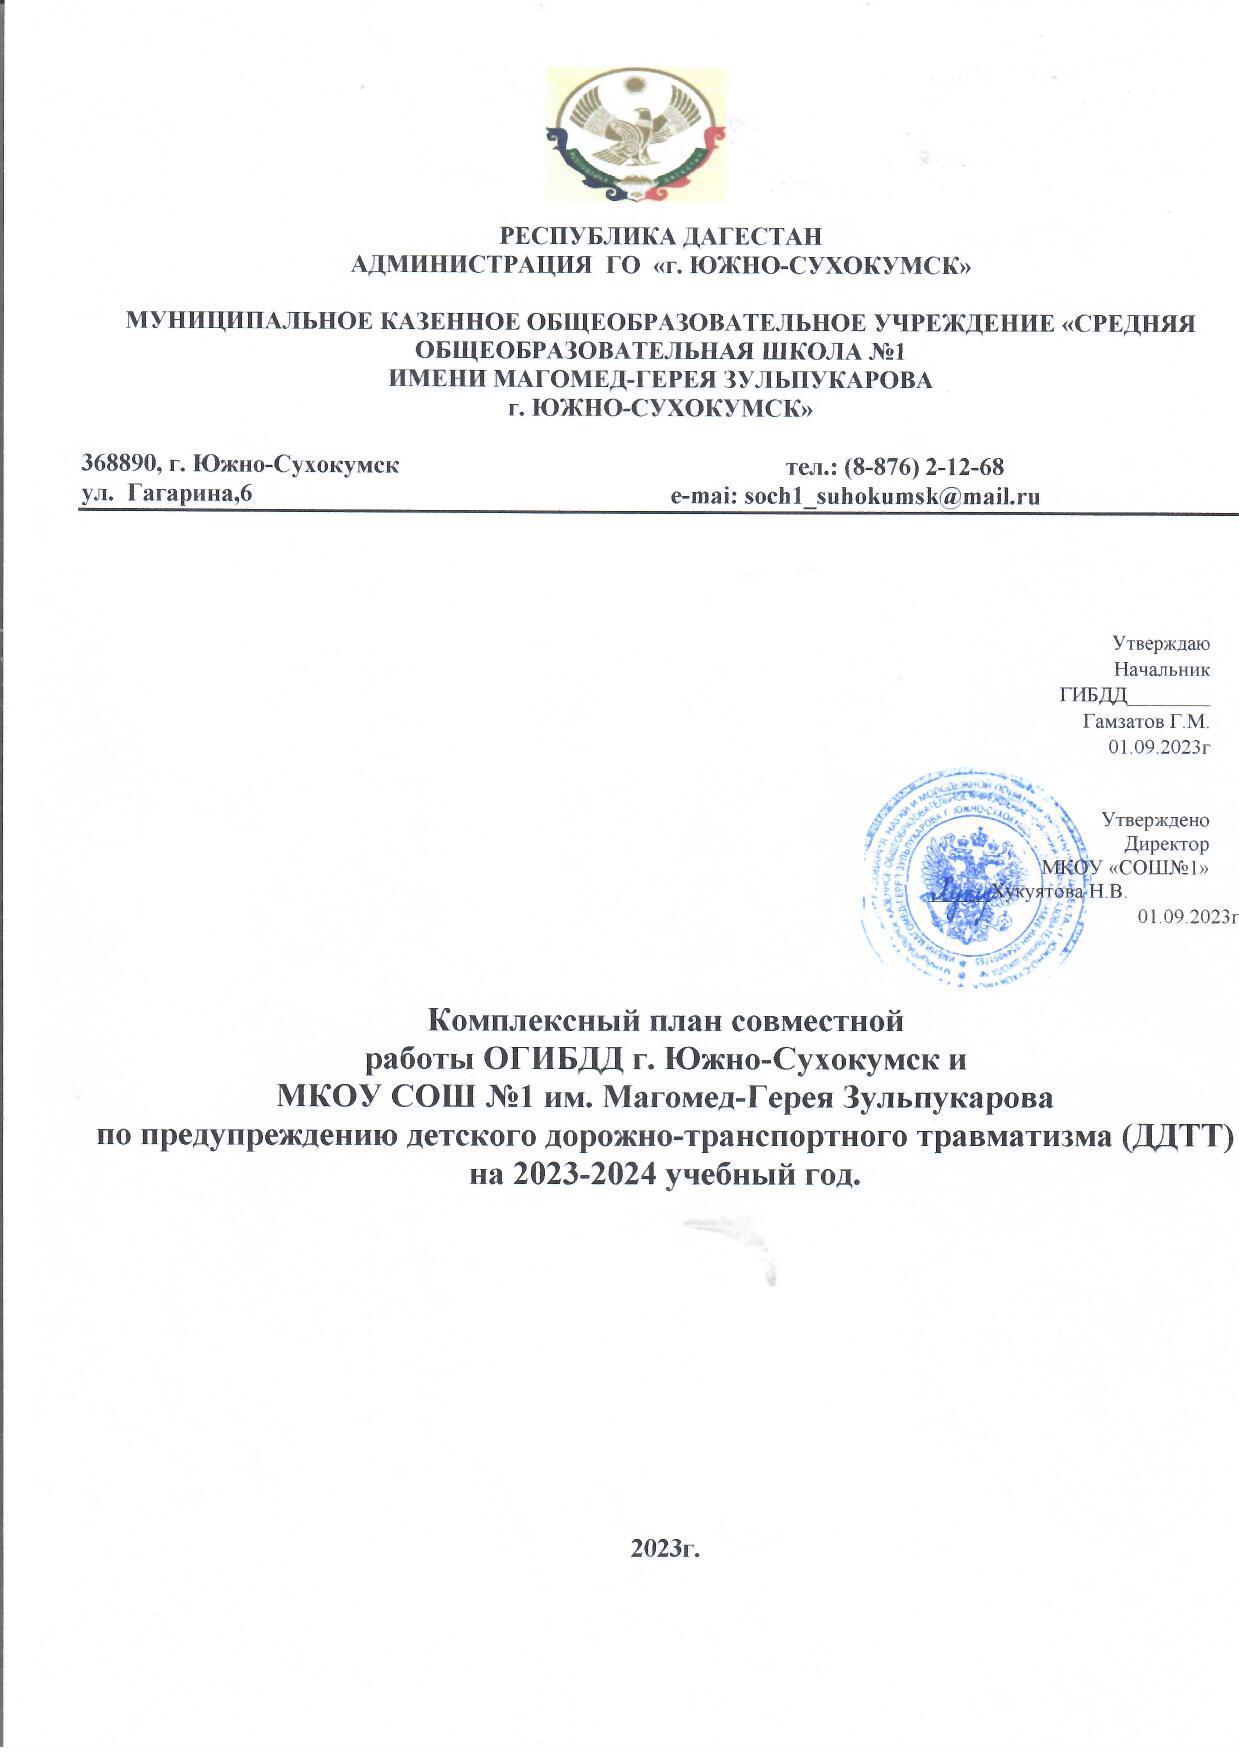 РЕСПУБЛИКА ДАГЕСТАН
АДМИНИСТРАЦИЯ ГО «г. ЮЖНО-СУХОКУМСК»
МУНИЦИПАЛЬНОЕ КАЗЕННОЕ ОБЩЕОБРАЗОВАТЕЛЬНОЕ УЧРЕЖДЕНИЕ «СРЕДНЯЯ
ОБЩЕОБРАЗОВАТЕЛЬНАЯ ШКОЛА №1
ИМЕНИ МАГОМЕД-ГЕРЕЯ ЗУЛЬПУКАРОВА
г. ЮЖНО-СУХОКУМСК»
368890, г. Южно-Сухокумск тел.: (8-876) 2-12-68
ул. Гагарина,6 e-mai: soch1_suhokumsk@mail.ru
Утверждаю
Начальник
ГИБДД________
Гамзатов Г.М.
01.09.2023г
Утверждено
Директор
МКОУ «СОШ№1»
Хукуятова Н.В.
01.09.2023г
Комплексный план совместной
работы ОГИБДД г. Южно-Сухокумск и
МКОУ СОШ №1 им. Магомед-Герея Зульпукарова
по предупреждению детского дорожно-транспортного травматизма (ДДТТ)
на 2023-2024 учебный год.
2023г.